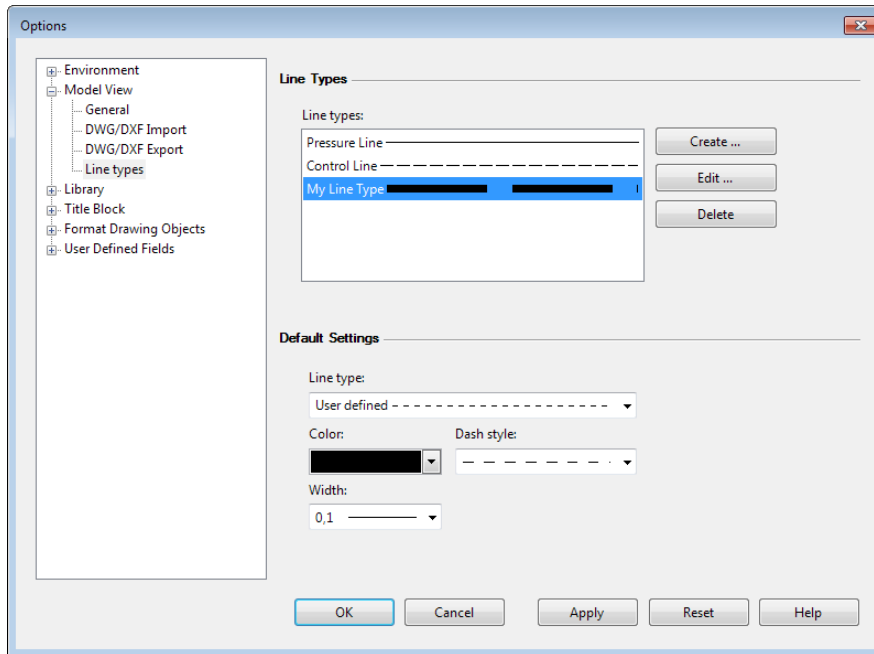 Options
Environment
Model View
General
DWG/DXF Import
DWG/DXF Export
Line types
Library
Title Block
Format Drawing Objects
User Defined Fields
Line Types
Line types:
Pressure Line
Control Line
My Line Type
Create ...
Edit ...
Delete
Default Settings
Line type:
User defined
Color:
Dash style:
Width:
0,1
OK
Cancel
Apply
Reset
Help